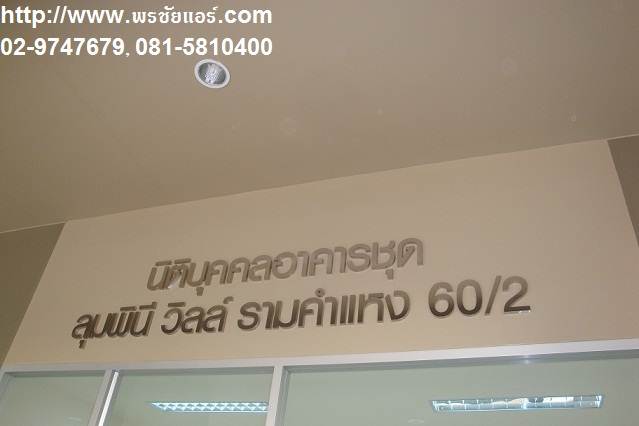 http://www.พรชัยแอร์.com
02-9747679, 081-5810400
นิติบุคคลอาคารชุด
ลุมพินี วิลล์ รามคำแหง 60/2